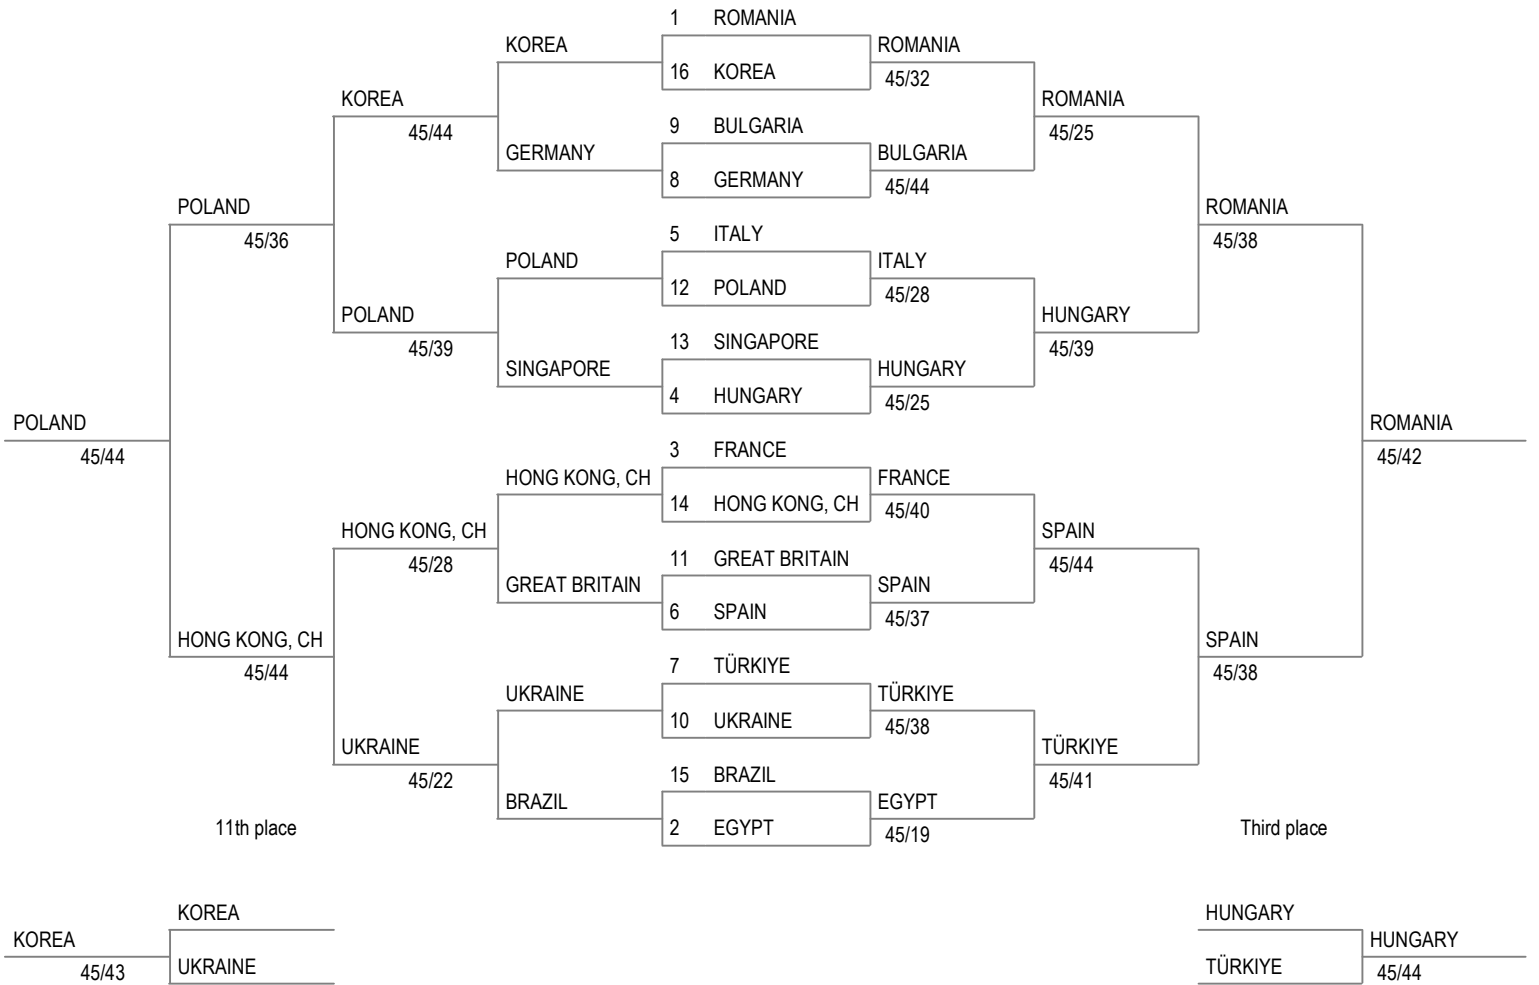 1 ROMANIA
KOREA ROMANIA
16 KOREA 45/32
KOREA ROMANIA
45/44 9 BULGARIA 45/25
GERMANY BULGARIA
8 GERMANY 45/44
POLAND ROMANIA
45/36 5 ITALY 45/38
POLAND ITALY
12 POLAND 45/28
POLAND HUNGARY
45/39 13 SINGAPORE 45/39
SINGAPORE HUNGARY
4 HUNGARY 45/25
POLAND ROMANIA
45/44 3 FRANCE 45/42
HONG KONG, CH FRANCE
14 HONG KONG, CH 45/40
HONG KONG, CH SPAIN
45/28 11 GREAT BRITAIN 45/44
GREAT BRITAIN SPAIN
6 SPAIN 45/37
HONG KONG, CH SPAIN
45/44 7 TÜRKIYE 45/38
UKRAINE TÜRKIYE
10 UKRAINE 45/38
UKRAINE TÜRKIYE
45/22 15 BRAZIL 45/41
BRAZIL EGYPT
11th place 2 EGYPT 45/19 Third place
KOREA HUNGARY
KOREA HUNGARY
45/43 UKRAINE TÜRKIYE 45/44